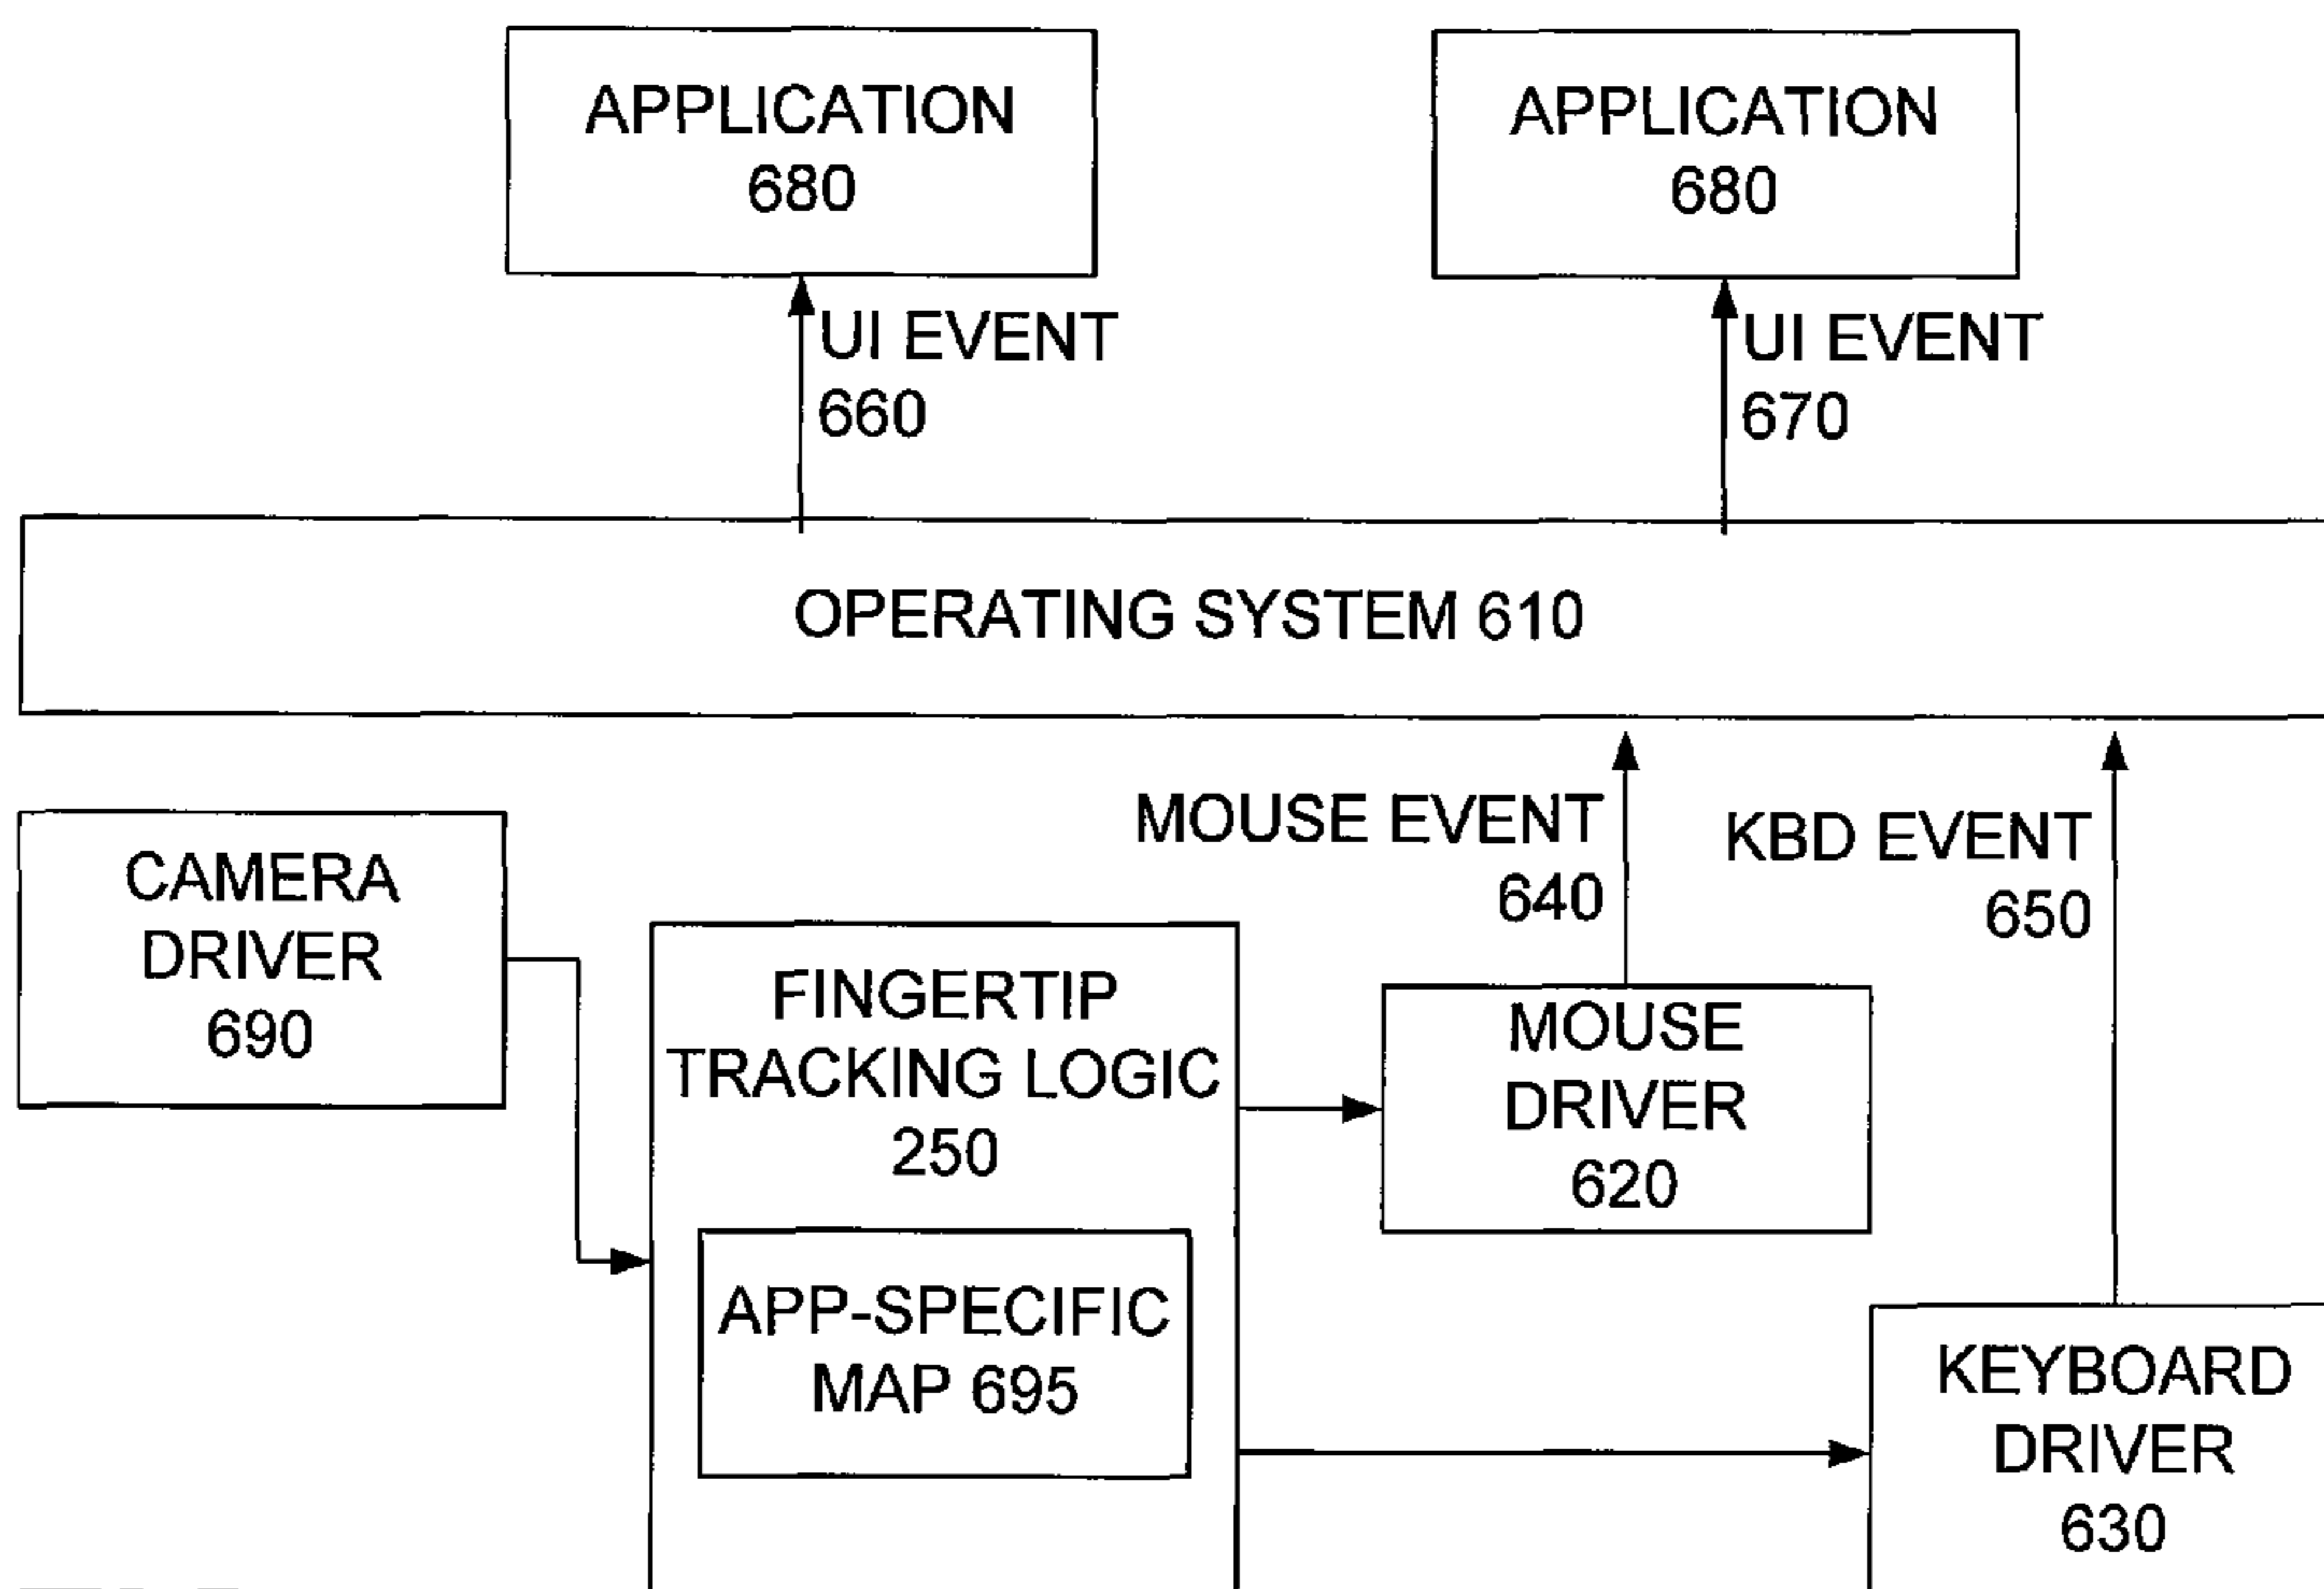 APPLICATION
680
APPLICATION
680
UI EVENT
660
UI EVENT
670
OPERATING SYSTEM 610
MOUSE EVENT
640
KBD EVENT
650
CAMERA
DRIVER
690
FINGERTIP
TRACKING LOGIC
250
APP-SPECIFIC
MAP 695
MOUSE
DRIVER
620
KEYBOARD
DRIVER
630